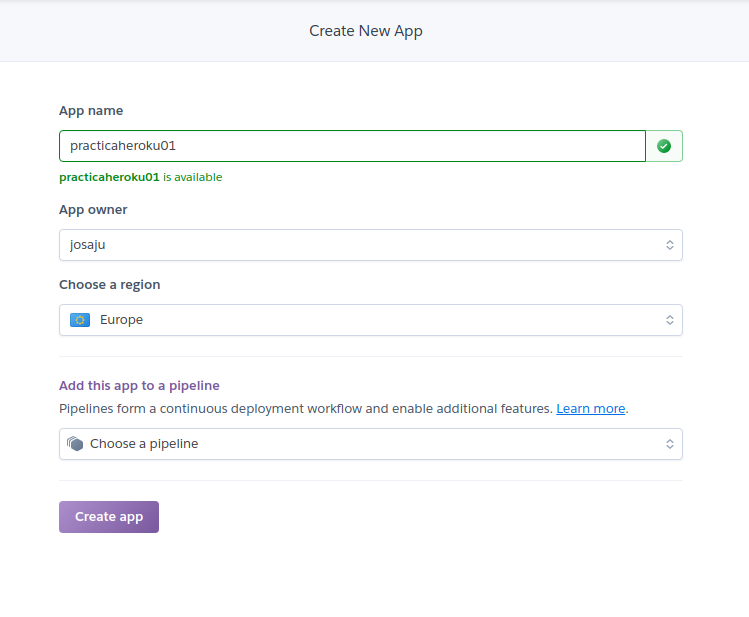 Create New App
App name
practicaheroku01
practicaheroku01 is available
App owner
josaju
Choose a region
Europe
Add this app to a pipeline
Pipelines form a continuous deployment workflow and enable additional features. Learn more.
Choose a pipeline
Create app